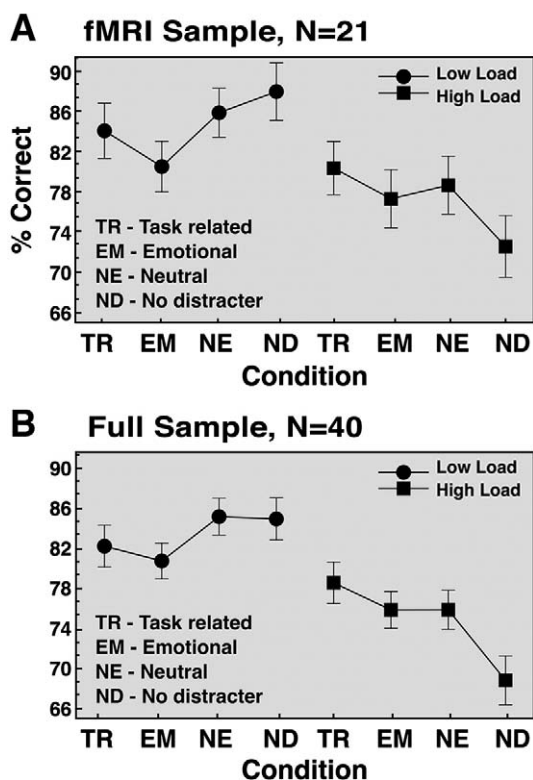 A fMRI Sample, N=21
90
86
82
78
74
70
66
% Correct
Low Load
High Load
TR - Task related
EM - Emotional
NE - Neutral
ND - No distracter
TR EM NE ND TR EM NE ND
Condition
B Full Sample, N=40
90
86
82
78
74
70
66
% Correct
Low Load
High Load
TR - Task related
EM - Emotional
NE - Neutral
ND - No distracter
TR EM NE ND TR EM NE ND
Condition